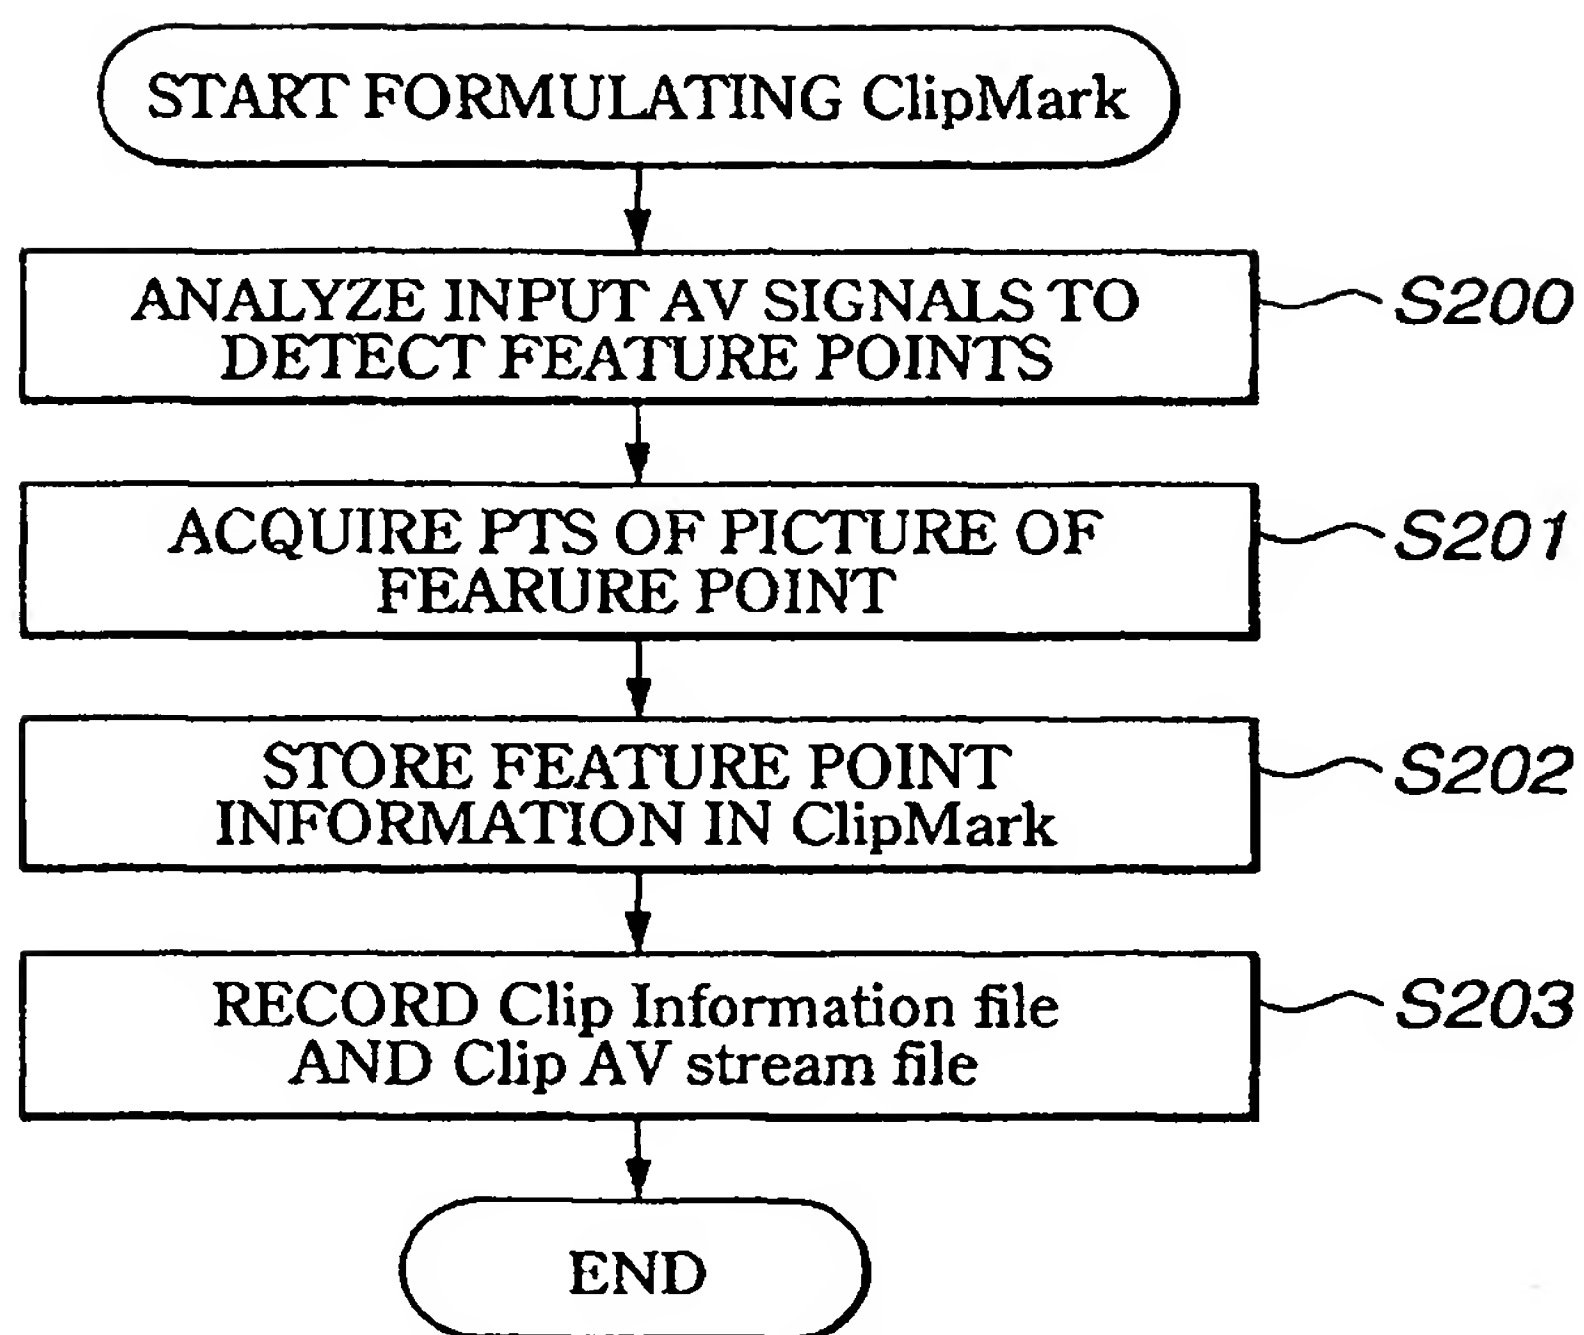 START FORMULATING ClipMark
ANALYZE INPUT AV SIGNALS TO
DETECT FEATURE POINTS
S200
ACQUIRE PTS OF PICTURE OF
FEARURE POINT
S201
STORE FEATURE POINT
INFORMATION IN ClipMark
S202
RECORD Clip Information file
AND Clip AV stream file
S203
END